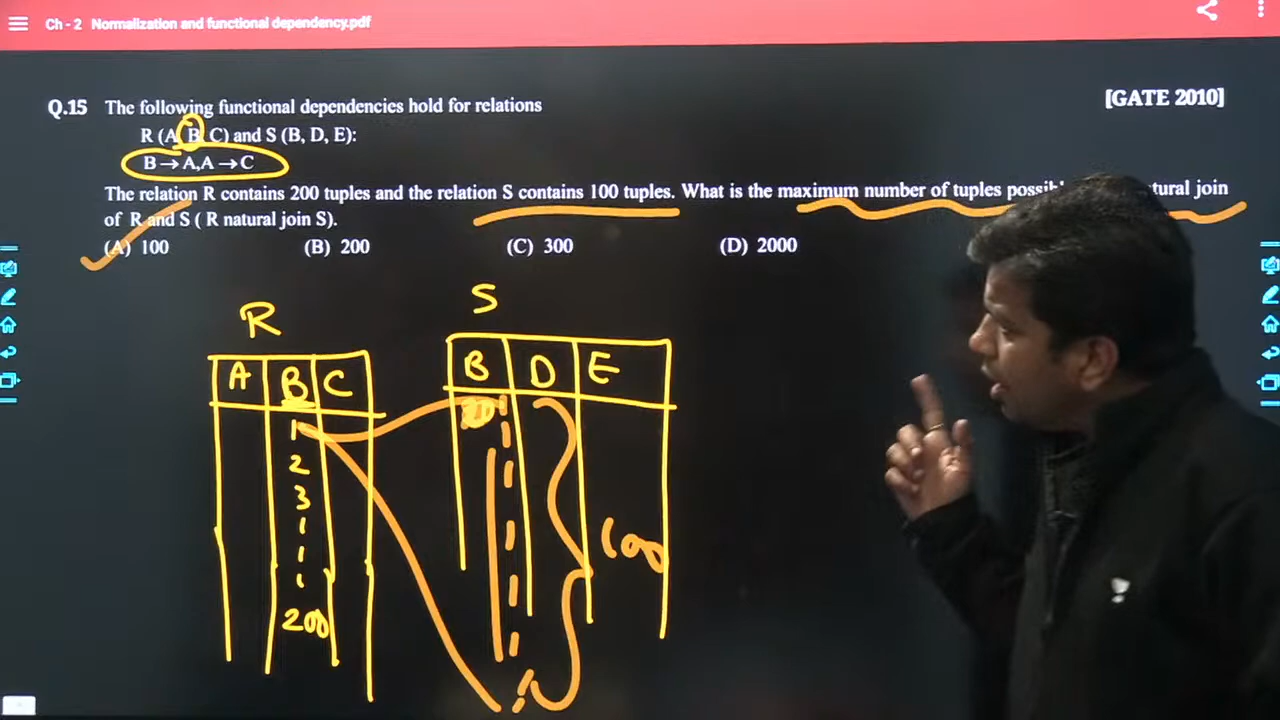 Ch - 2 Normalization and functional dependency.pdf
Q.15 The following functional dependencies hold for relations
[GATE 2010]
R (A B C) and S (B, D, E):
B → A,A → C
The relation R contains 200 tuples and the relation S contains 100 tuples. What is the maximum number of tuples join
of R and S ( R natural join S).
(A) 100 (B) 200 (C) 300 (D) 2000
R S
A B C B D E
1
2
3
100
200